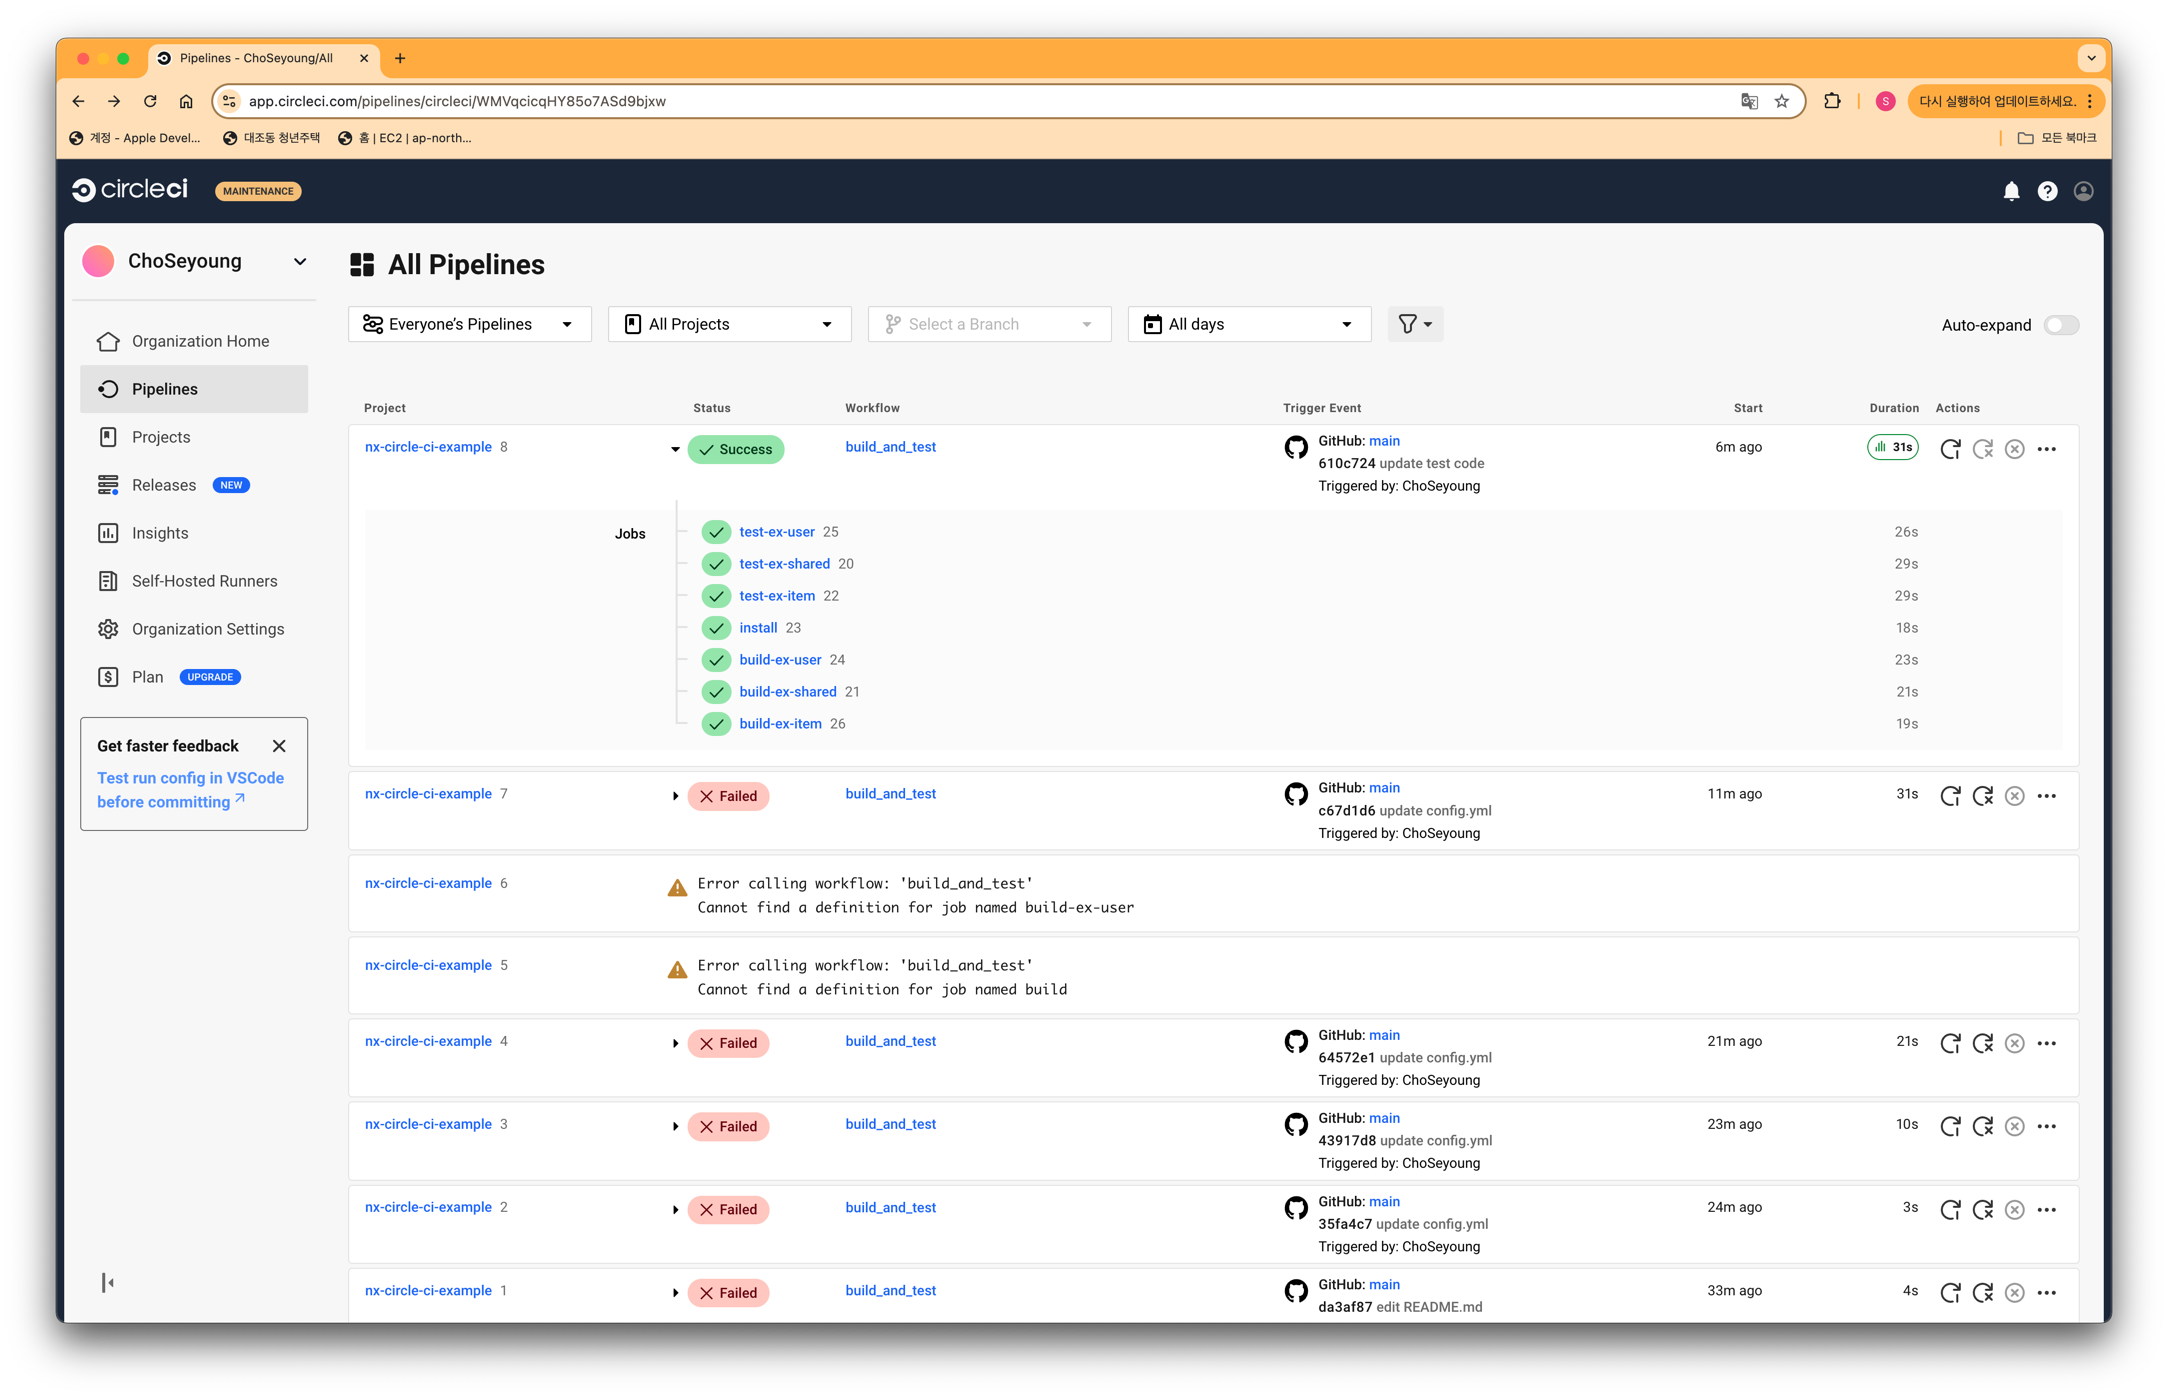 Pipelines - ChoSeyoung/All
app.circleci.com/pipelines/circleci/WMVqcicqHY85o7ASd9bjxw
S
다시 실행하여 업데이트하세요.
계정 - Apple Devel...
대조동 청년주택
홈 | EC2 | ap-north...
모든 북마크
circleci
MAINTENANCE
ChoSeyoung
Organization Home
Pipelines
Projects
Releases NEW
Insights
Self-Hosted Runners
Organization Settings
Plan UPGRADE
Get faster feedback
Test run config in VSCode
before committing
All Pipelines
Everyone's Pipelines
All Projects
Select a Branch
All days
Auto-expand
Project Status Workflow Trigger Event Start Duration Actions
nx-circle-ci-example 8 Success build_and_test GitHub: main 6m ago 31s
610c724 update test code
Triggered by: ChoSeyoung
Jobs
test-ex-user 25 26s
test-ex-shared 20 29s
test-ex-item 22 29s
install 23 18s
build-ex-user 24 23s
build-ex-shared 21 21s
build-ex-item 26 19s
nx-circle-ci-example 7 Failed build_and_test GitHub: main 11m ago 31s
c67d1d6 update config.yml
Triggered by: ChoSeyoung
nx-circle-ci-example 6 Error calling workflow: 'build_and_test'
Cannot find a definition for job named build-ex-user
nx-circle-ci-example 5 Error calling workflow: 'build_and_test'
Cannot find a definition for job named build
nx-circle-ci-example 4 Failed build_and_test GitHub: main 21m ago 21s
64572e1 update config.yml
Triggered by: ChoSeyoung
nx-circle-ci-example 3 Failed build_and_test GitHub: main 23m ago 10s
43917d8 update config.yml
Triggered by: ChoSeyoung
nx-circle-ci-example 2 Failed build_and_test GitHub: main 24m ago 3s
35fa4c7 update config.yml
Triggered by: ChoSeyoung
nx-circle-ci-example 1 Failed build_and_test GitHub: main 33m ago 4s
da3af87 edit README.md